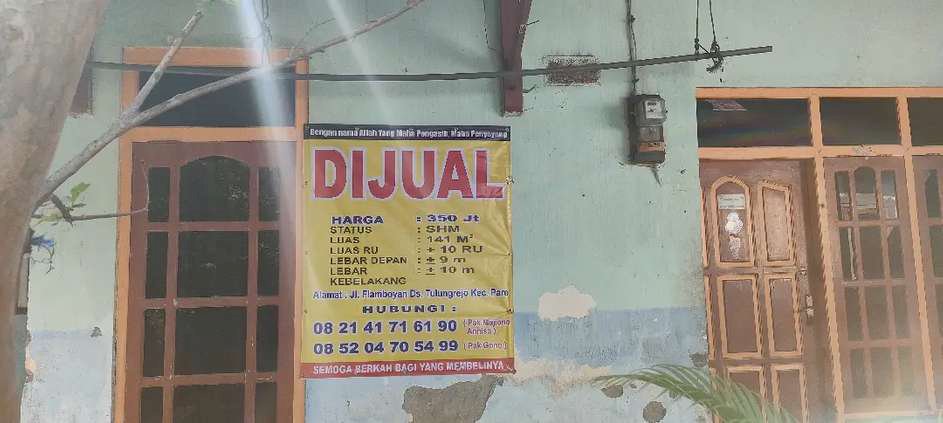 Dengan nama Allah Yang Maha Pengasih, Maha Penyayang
DIJUAL
HARGA : 350 Jt
STATUS : SHM
LUAS : 141 M²
LUAS RU : ± 10 RU
LEBAR DEPAN : ± 9 m
LEBAR : ± 10 m
KEBELAKANG
Alamat . Jl. Flamboyan Ds. Tulungrejo Kec. Pare
HUBUNGI :
08 21 41 71 61 90 ( Pak
08 52 04 70 54 99 ( Pak Gono )
SEMOGA BERKAH BAGI YANG MEMBELINYA